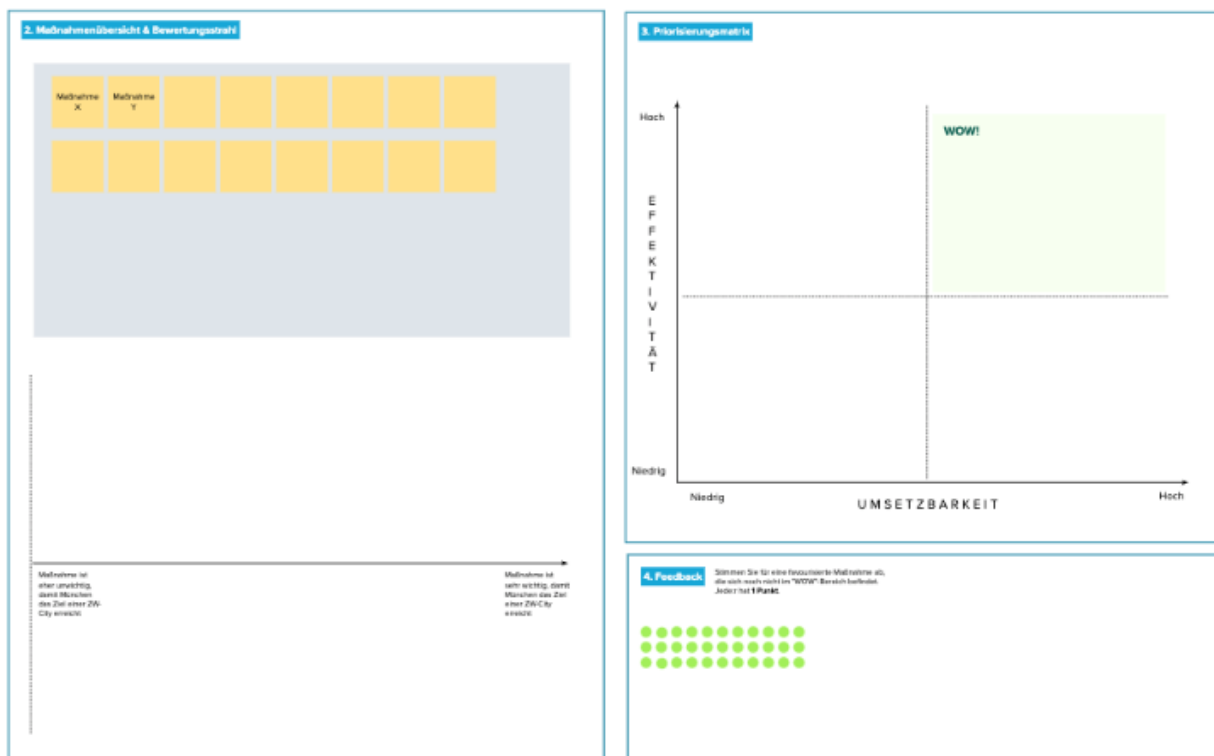 2. Maßnahmenübersicht & Bewertungsstrahl
Maßnahme
X
Maßnahme
Y
Maßnahme ist
eher unwichtig,
damit München
das Ziel einer ZW-
City erreicht
Maßnahme ist
sehr wichtig, damit
München das Ziel
einer ZW-City
erreicht
3. Priorisierungsmatrix
Hoch
WOW!
EFFEKTIVITÄT
Niedrig
Niedrig
UMSETZBARKEIT
Hoch
4. Feedback
Stimmen Sie für eine favourisierte Maßnahme ab,
die sich noch nicht im "WOW"-Bereich befindet.
Jede:r hat 1 Punkt.